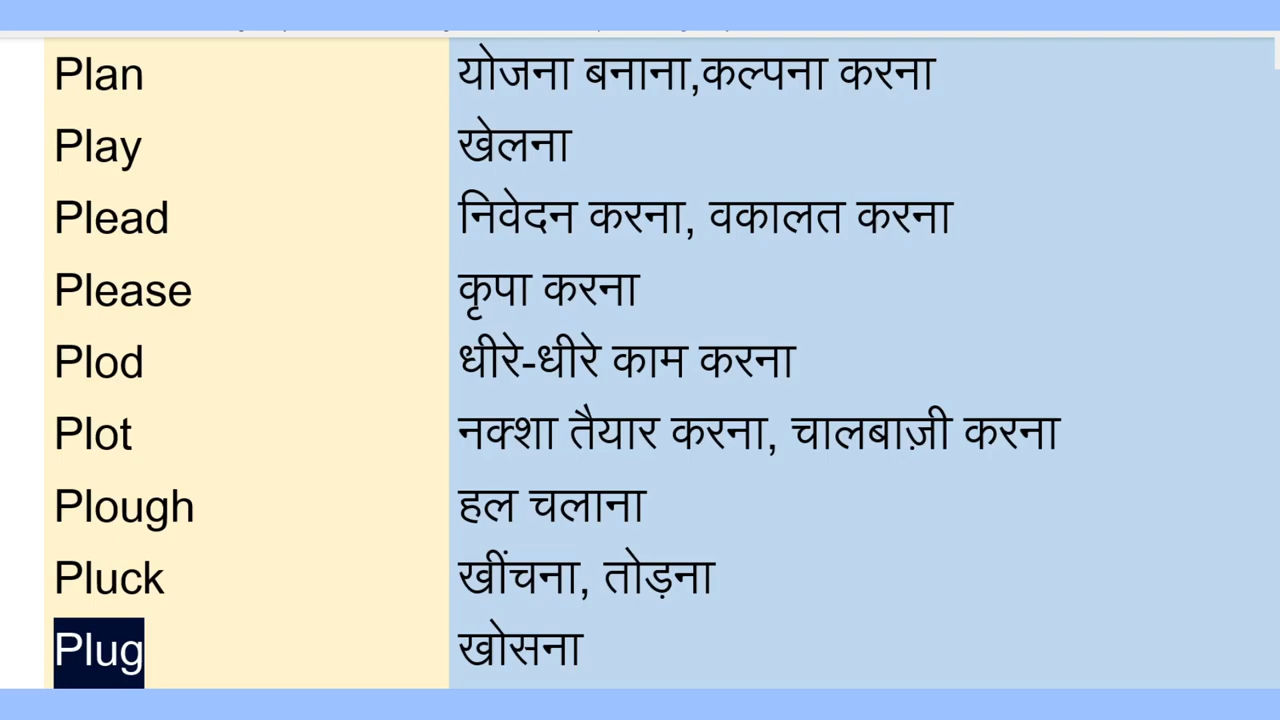 Plan योजना बनाना,कल्पना करना
Play खेलना
Plead निवेदन करना, वकालत करना
Please कृपा करना
Plod धीरे-धीरे काम करना
Plot नक्शा तैयार करना, चालबाज़ी करना
Plough हल चलाना
Pluck खींचना, तोड़ना
Plug खोसना